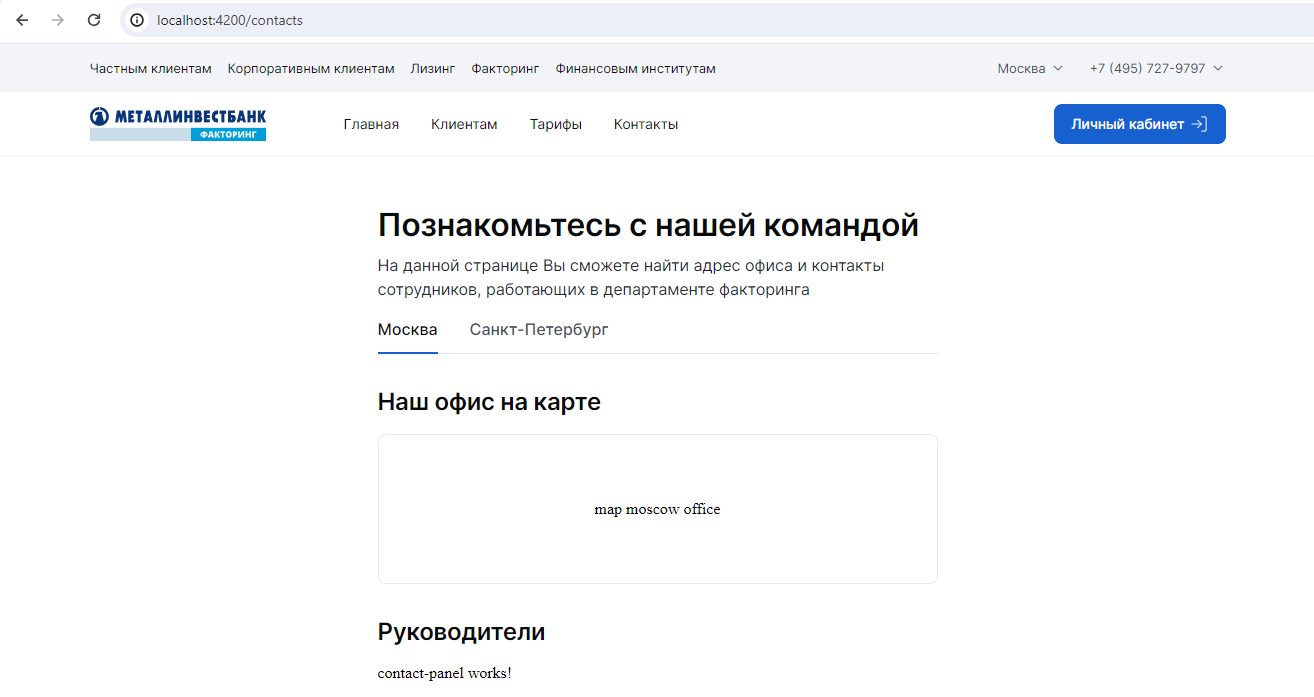 localhost:4200/contacts
Частным клиентам Корпоративным клиентам Лизинг Факторинг Финансовым институтам Москва +7 (495) 727-9797
МЕТАЛЛИНВЕСТБАНК
ФАКТОРИНГ
Главная Клиентам Тарифы Контакты Личный кабинет
Познакомьтесь с нашей командой
На данной странице Вы сможете найти адрес офиса и контакты
сотрудников, работающих в департаменте факторинга
Москва Санкт-Петербург
Наш офис на карте
map moscow office
Руководители
contact-panel works!